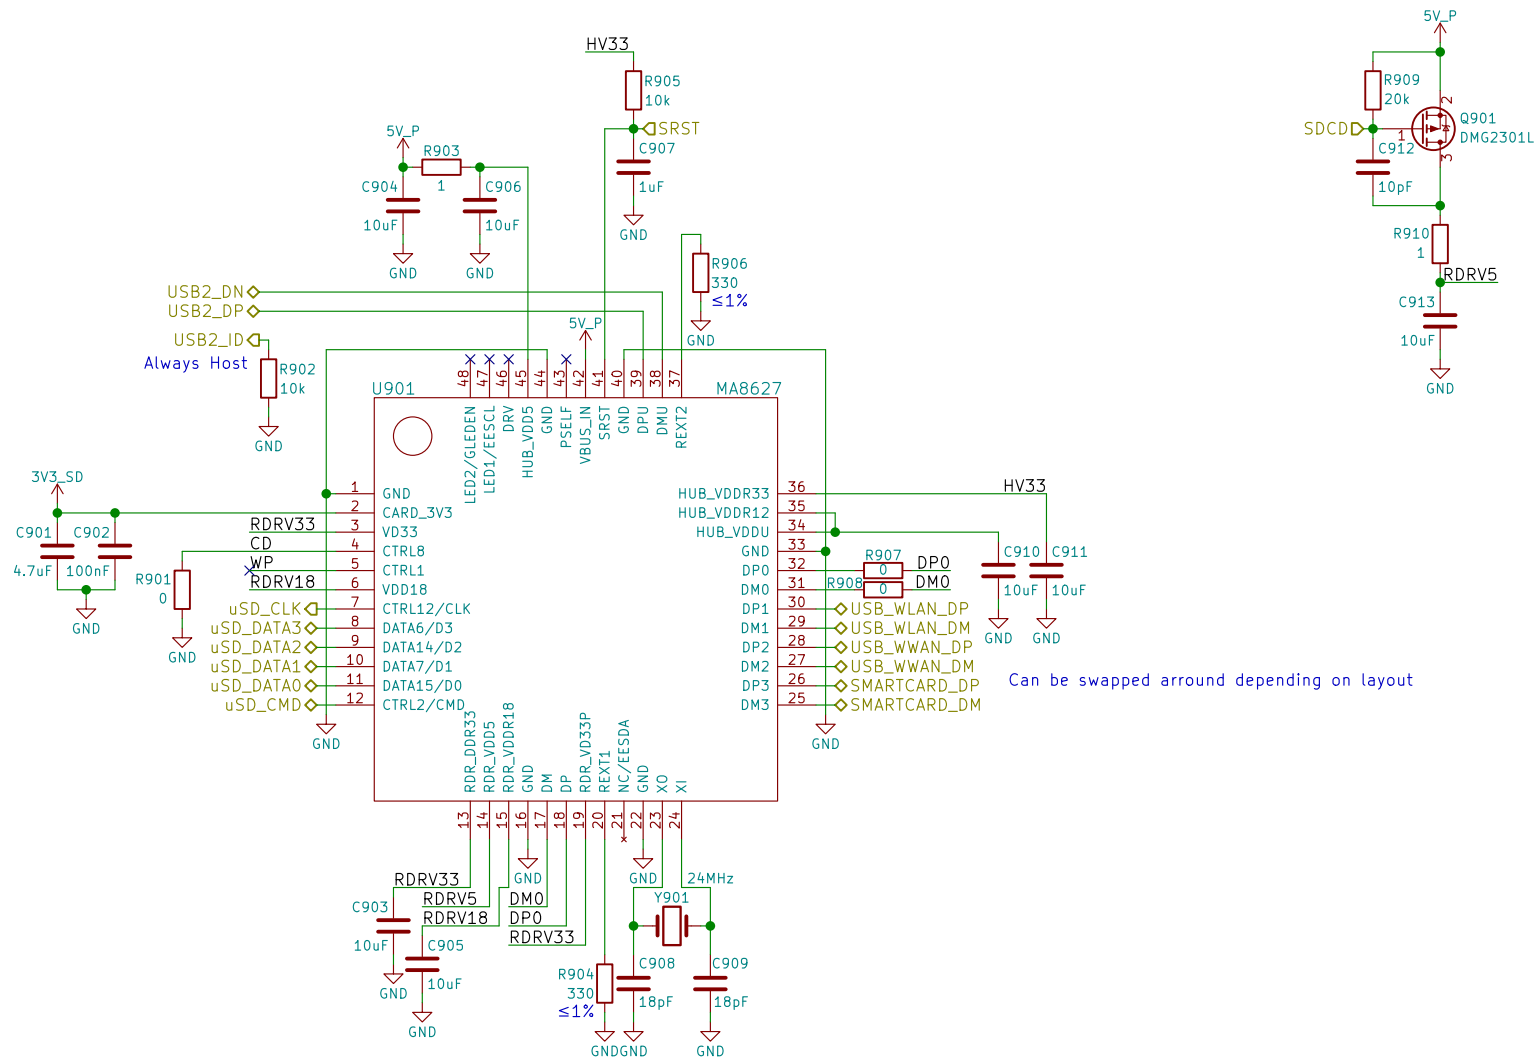 5V_P
HV33
R905
10k
SRST
C907
1uF
GND
R909
20k
SDCD
2
1
3
Q901
DMG2301L
C912
10pF
R910
1
RDRV5
C913
10uF
GND
5V_P
R903
1
C904
10uF
GND
C906
10uF
GND
R906
330
≤1%
GND
USB2_DN
USB2_DP
USB2_ID
Always Host
R902
10k
GND
5V_P
U901
MA8627
48 47 46 45 44 43 42 41 40 39 38 37
LED2/GLEDEN
LED1/EESCL
DRV
HUB_VDD5
GND
PSELF
VBUS_IN
SRST
GND
DPU
DMU
REXT2
3V3_SD
C901
4.7uF
C902
100nF
GND
R901
0
GND
RDRV33
CD
WP
RDRV18
uSD_CLK
uSD_DATA3
uSD_DATA2
uSD_DATA1
uSD_DATA0
uSD_CMD
GND
1 GND
2 CARD_3V3
3 VD33
4 CTRL8
5 CTRL1
6 VDD18
7 CTRL12/CLK
8 DATA6/D3
9 DATA14/D2
10 DATA7/D1
11 DATA15/D0
12 CTRL2/CMD
HUB_VDDR33 36
HUB_VDDR12 35
HUB_VDDU 34
GND 33
DP0 32
DM0 31
DP1 30
DM1 29
DP2 28
DM2 27
DP3 26
DM3 25
HV33
R907
0
DP0
R908
0
DM0
C910
10uF
GND
C911
10uF
GND
USB_WLAN_DP
USB_WLAN_DM
USB_WWAN_DP
USB_WWAN_DM
SMARTCARD_DP
SMARTCARD_DM
Can be swapped arround depending on layout
GND
RDR_DDR33
RDR_VDD5
RDR_VDDR18
GND
DM
DP
RDR_VD33P
REXT1
NC/EESDA
GND
XO
XI
13 14 15 16 17 18 19 20 21 22 23 24
GND
GND
RDRV33
RDRV5
RDRV18
DM0
DP0
RDRV33
C903
10uF
GND
C905
10uF
GND
24MHz
Y901
R904
330
≤1%
GND
C908
18pF
GND
C909
18pF
GND